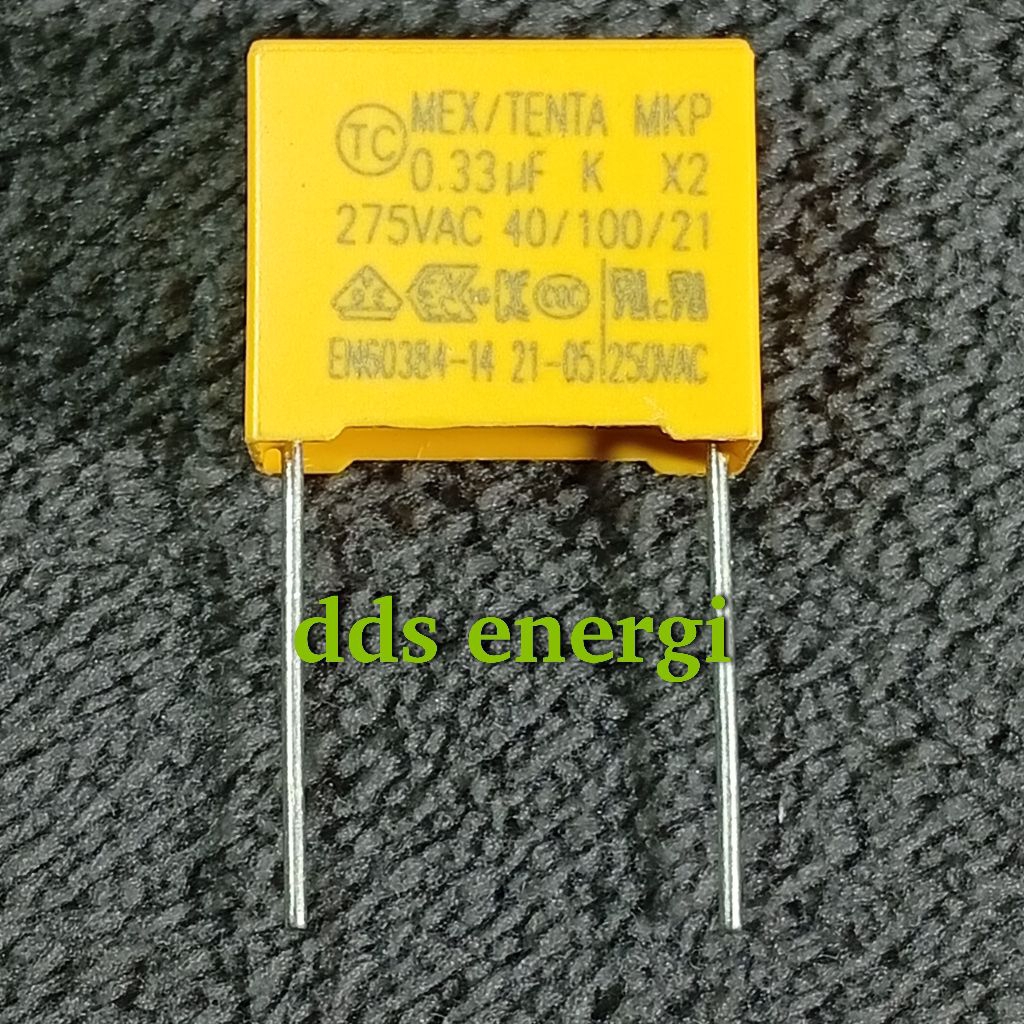 TC MEX/TENTA MKP
0.33µF K X2
275VAC 40/100/21
EN60384-14 21-05 250VAC
dds energi